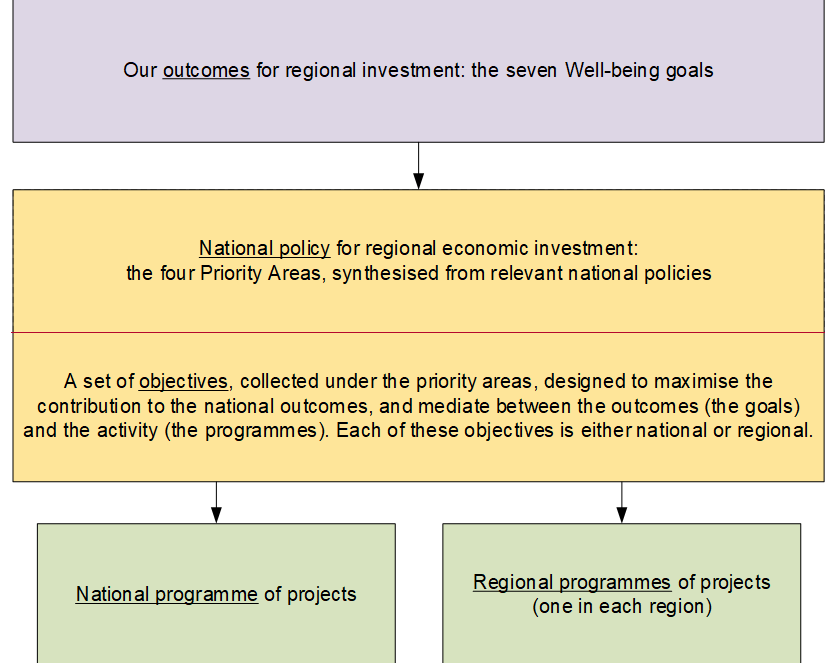 Our outcomes for regional investment: the seven Well-being goals
National policy for regional economic investment:
the four Priority Areas, synthesised from relevant national policies
A set of objectives, collected under the priority areas, designed to maximise the
contribution to the national outcomes, and mediate between the outcomes (the goals)
and the activity (the programmes). Each of these objectives is either national or regional.
National programme of projects
Regional programmes of projects
(one in each region)